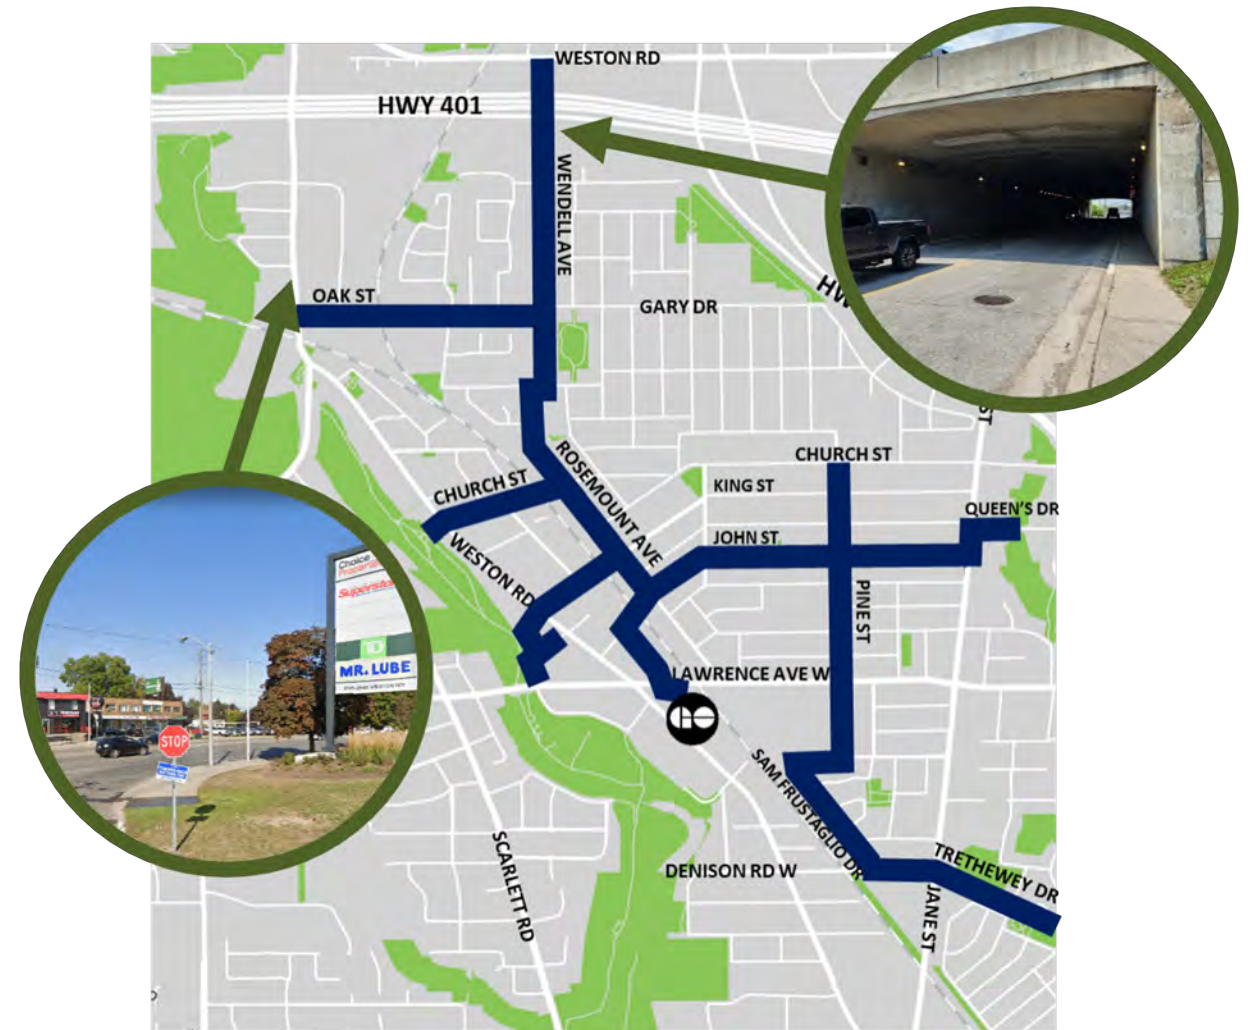 WESTON RD
HWY 401
WENDELL AVE
HW
OAK ST
GARY DR
ST
CHURCH ST
CHURCH ST
ROSEMOUNT AVE
KING ST
QUEEN'S DR
JOHN ST
WESTON RD
PINE ST
LAWRENCE AVE W
GO
SAM FRUSTAGLIO DR
SCARLETT RD
DENISON RD W
TRETHEWEY DR
JANE ST
Choice
Properties
Superstore
TD
MR. LUBE
STOP